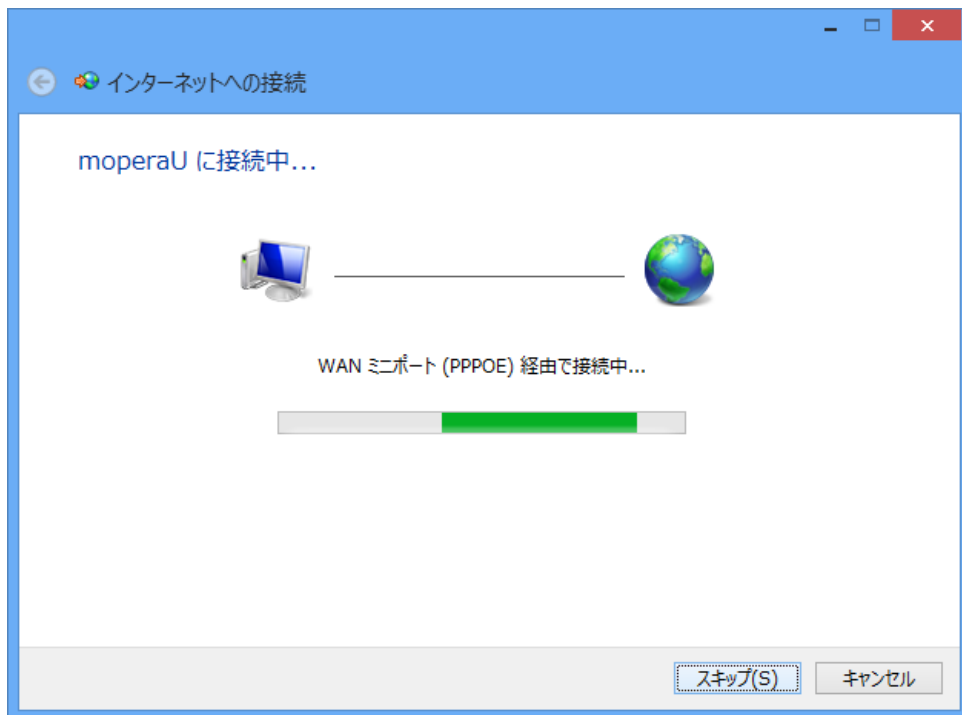 インターネットへの接続
moperaU に接続中...
WAN ミニポート (PPPOE) 経由で接続中...
スキップ(S)
キャンセル